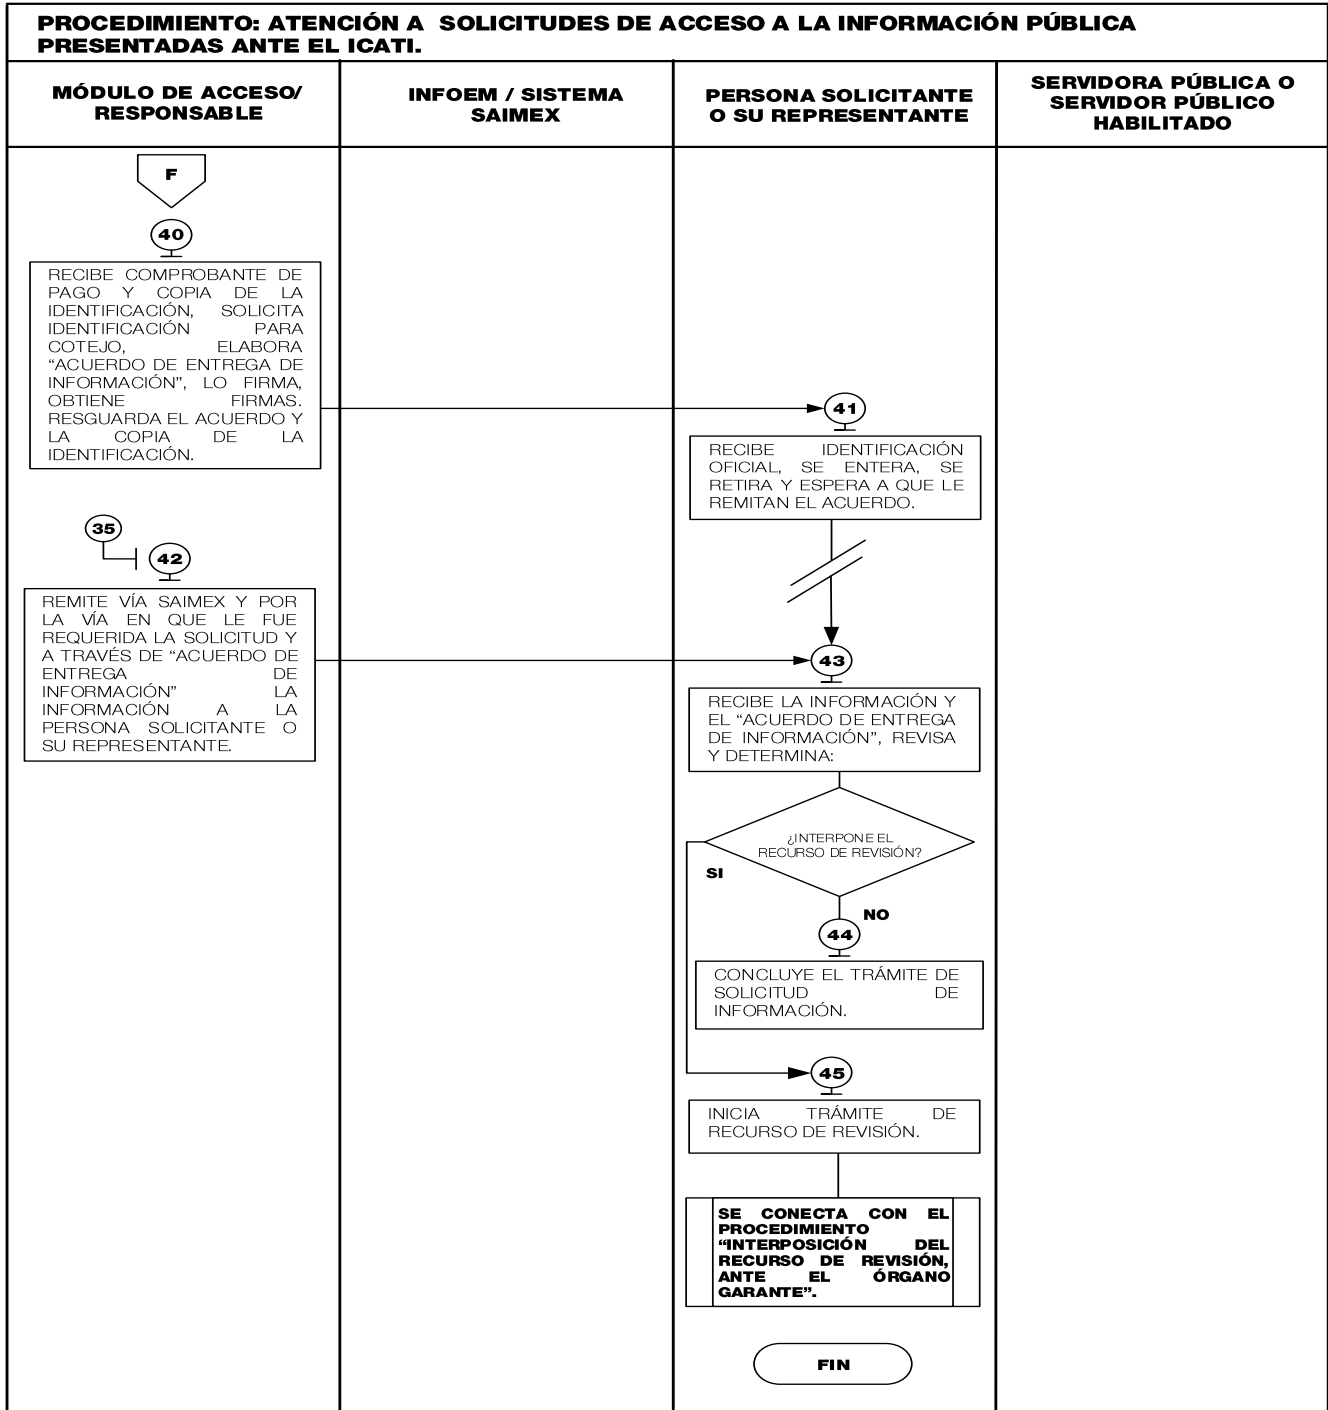 PROCEDIMIENTO: ATENCIÓN A SOLICITUDES DE ACCESO A LA INFORMACIÓN PÚBLICA
PRESENTADAS ANTE EL ICATI.
MÓDULO DE ACCESO/
RESPONSABLE
INFOEM / SISTEMA
SAIMEX
PERSONA SOLICITANTE
O SU REPRESENTANTE
SERVIDORA PÚBLICA O
SERVIDOR PÚBLICO
HABILITADO
F
40
RECIBE COMPROBANTE DE
PAGO Y COPIA DE LA
IDENTIFICACIÓN, SOLICITA
IDENTIFICACIÓN PARA
COTEJO, ELABORA
“ACUERDO DE ENTREGA DE
INFORMACIÓN”, LO FIRMA,
OBTIENE FIRMAS.
RESGUARDA EL ACUERDO Y
LA COPIA DE LA
IDENTIFICACIÓN.
41
RECIBE IDENTIFICACIÓN
OFICIAL, SE ENTERA, SE
RETIRA Y ESPERA A QUE LE
REMITAN EL ACUERDO.
35
42
REMITE VÍA SAIMEX Y POR
LA VÍA EN QUE LE FUE
REQUERIDA LA SOLICITUD Y
A TRAVÉS DE “ACUERDO DE
ENTREGA DE
INFORMACIÓN” LA
INFORMACIÓN A LA
PERSONA SOLICITANTE O
SU REPRESENTANTE.
43
RECIBE LA INFORMACIÓN Y
EL “ACUERDO DE ENTREGA
DE INFORMACIÓN”, REVISA
Y DETERMINA:
¿INTERPONE EL
RECURSO DE REVISIÓN?
SI
NO
44
CONCLUYE EL TRÁMITE DE
SOLICITUD DE
INFORMACIÓN.
45
INICIA TRÁMITE DE
RECURSO DE REVISIÓN.
SE CONECTA CON EL
PROCEDIMIENTO
“INTERPOSICIÓN DEL
RECURSO DE REVISIÓN,
ANTE EL ÓRGANO
GARANTE”.
FIN